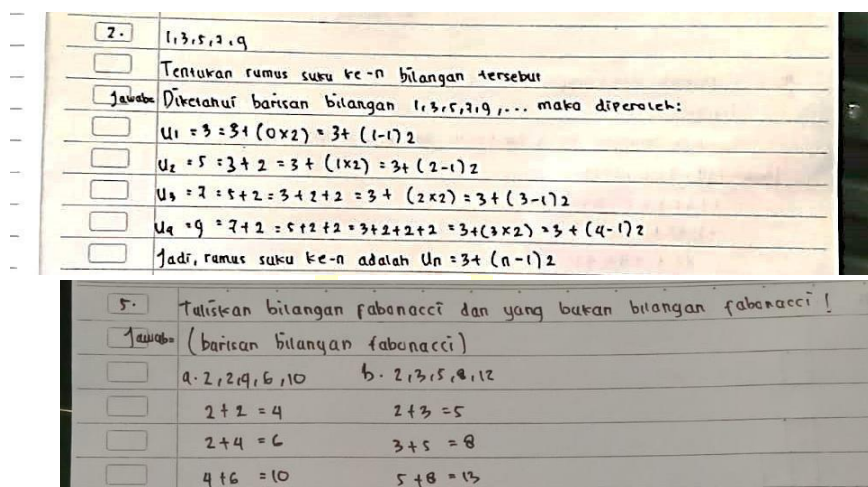 2. 1,3,5,7,9
Tentukan rumus suku ke-n bilangan tersebut
Jawab= Diketahui barisan bilangan 1,3,5,7,9,... maka diperoleh:
U1 = 3 = 3+ (0x2) = 3+ (1-1)2
U2 = 5 = 3+2 = 3+ (1x2) = 3+ (2-1)2
U3 = 7 = 5+2 = 3+2+2 = 3+ (2x2) = 3+ (3-1)2
U4 = 9 = 7+2 = 5+2+2 = 3+2+2+2 = 3+(3x2) = 3 + (4-1)2
Jadi, rumus suku ke-n adalah Un = 3+ (n-1)2
5. Tuliskan bilangan fabonacci dan yang bukan bilangan fabonacci !
Jawab= (barisan bilangan fabonacci)
a. 2,2,4,6,10 b. 2,3,5,8,12
2+2 =4 2+3 =5
2+4 =6 3+5 =8
4+6 =10 5+8 =13